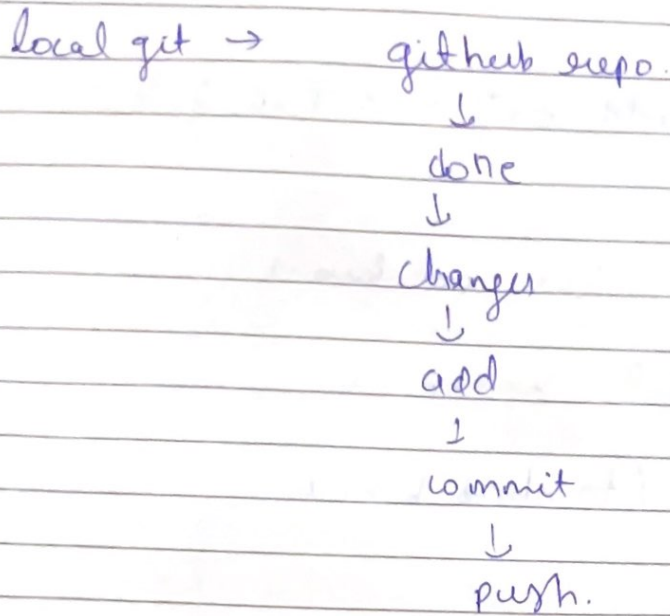 local git → github repo.
↓
clone
↓
changes
↓
add
↓
commit
↓
push.